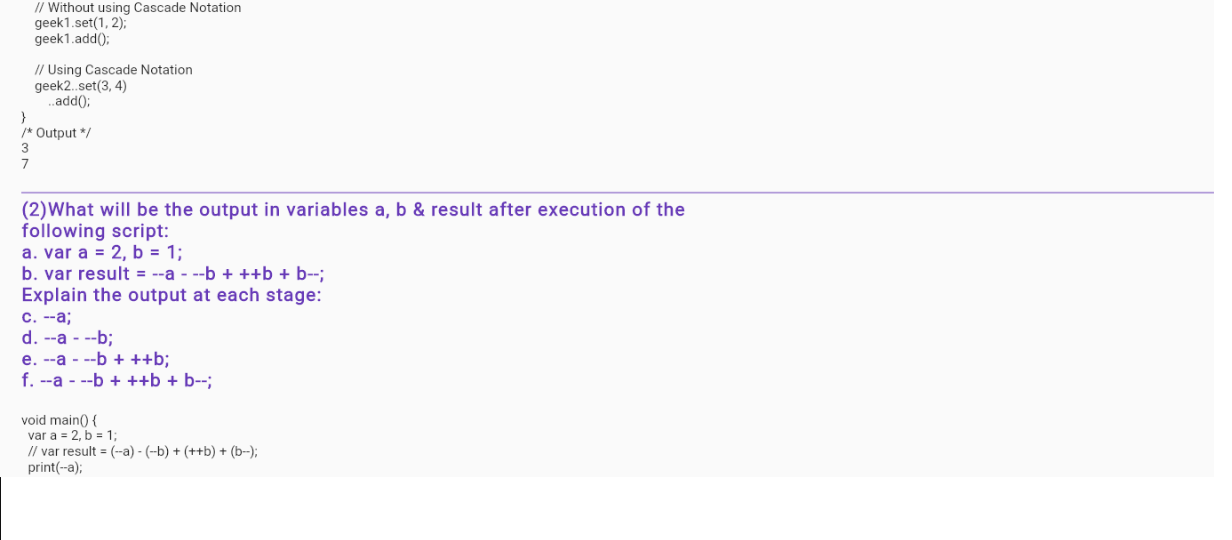 // Without using Cascade Notation
geek1.set(1, 2);
geek1.add();
// Using Cascade Notation
geek2..set(3, 4)
..add();
}
/* Output */
3
7
(2)What will be the output in variables a, b & result after execution of the
following script:
a. var a = 2, b = 1;
b. var result = --a - --b + ++b + b--;
Explain the output at each stage:
c. --a;
d. --a - --b;
e. --a - --b + ++b;
f. --a - --b + ++b + b--;
void main() {
var a = 2, b = 1;
// var result = (--a) - (--b) + (++b) + (b--);
print(--a);